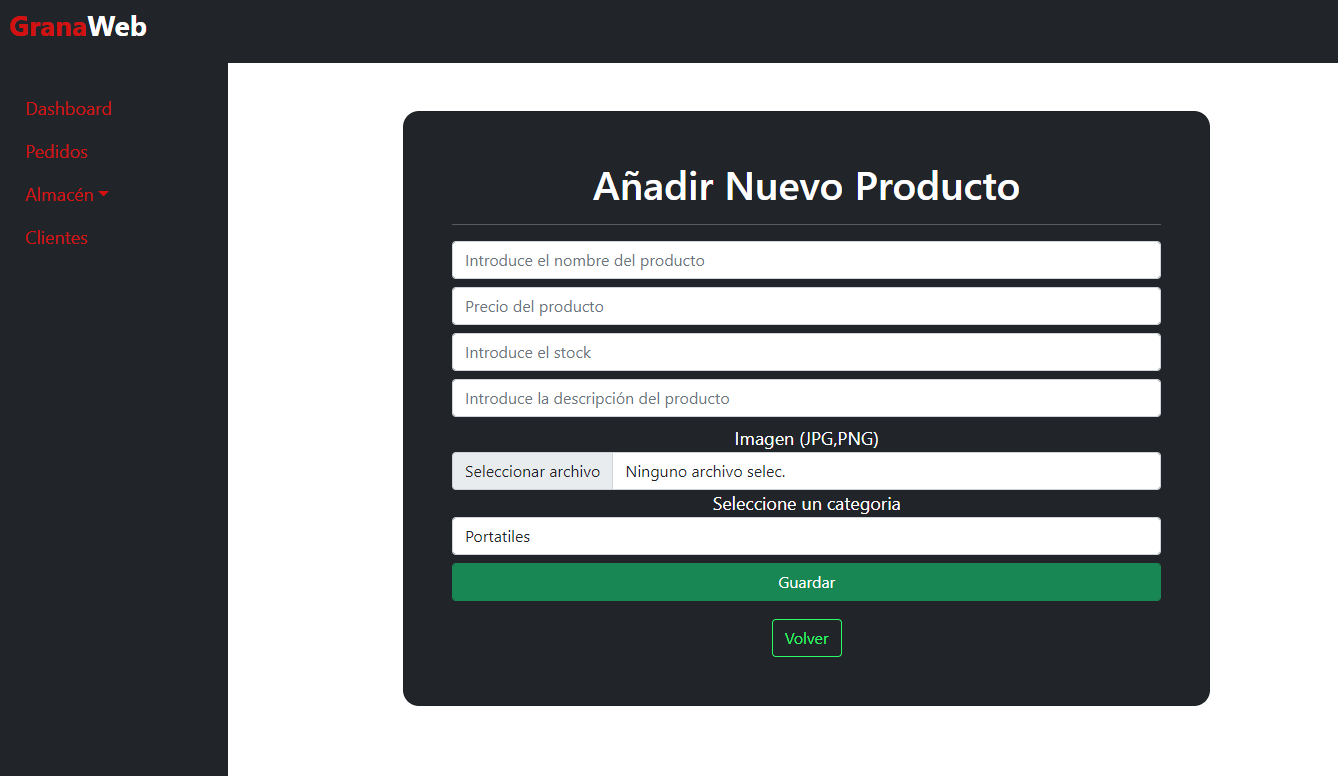 GranaWeb
Dashboard
Pedidos
Almacén
Clientes
Añadir Nuevo Producto
Introduce el nombre del producto
Precio del producto
Introduce el stock
Introduce la descripción del producto
Imagen (JPG,PNG)
Seleccionar archivo Ninguno archivo selec.
Seleccione un categoria
Portatiles
Guardar
Volver